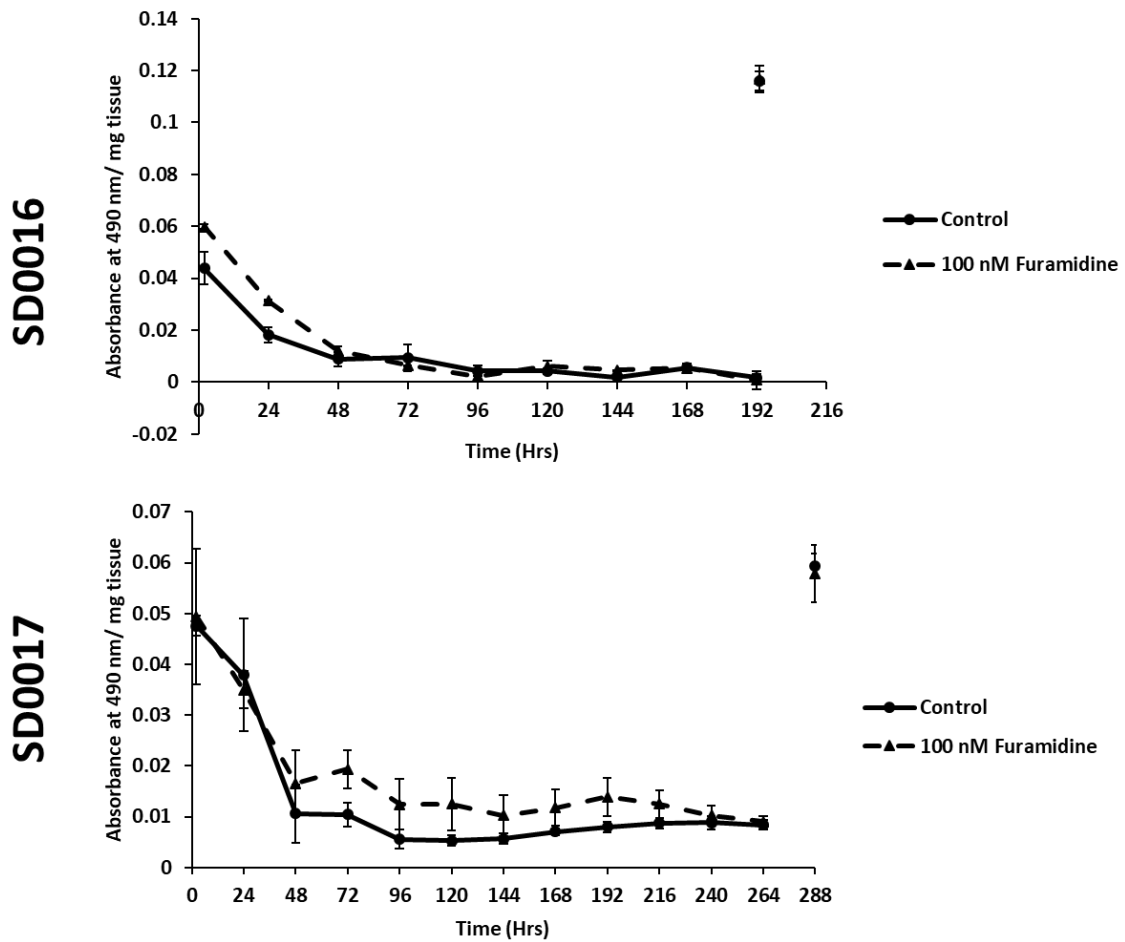 SD0016
Absorbance at 490 nm/ mg tissue
0.14
0.12
0.1
0.08
0.06
0.04
0.02
0
-0.02
0 24 48 72 96 120 144 168 192 216
Time (Hrs)
Control
100 nM Furamidine
SD0017
Absorbance at 490 nm/ mg tissue
0.07
0.06
0.05
0.04
0.03
0.02
0.01
0
0 24 48 72 96 120 144 168 192 216 240 264 288
Time (Hrs)
Control
100 nM Furamidine